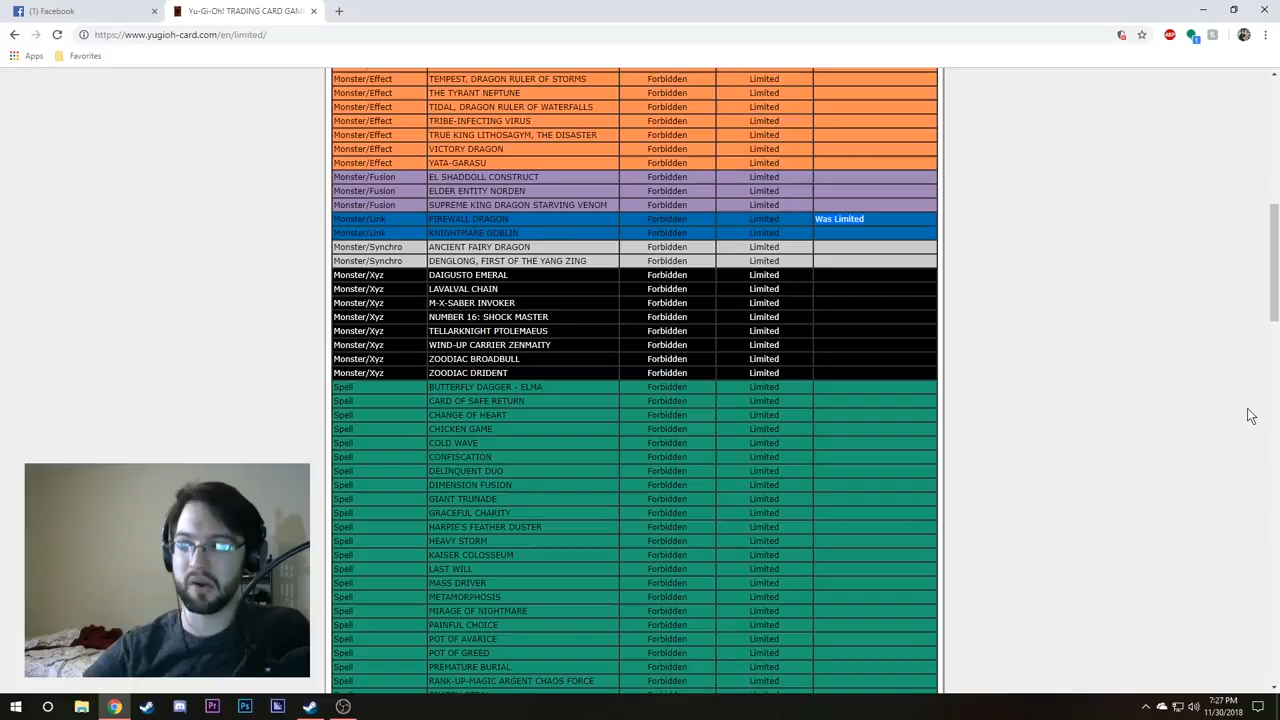 (1) Facebook
Yu-Gi-Oh! TRADING CARD GAM
https://www.yugioh-card.com/en/limited/
Apps Favorites
Monster/Effect TEMPEST, DRAGON RULER OF STORMS Forbidden Limited
Monster/Effect THE TYRANT NEPTUNE Forbidden Limited
Monster/Effect TIDAL, DRAGON RULER OF WATERFALLS Forbidden Limited
Monster/Effect TRIBE-INFECTING VIRUS Forbidden Limited
Monster/Effect TRUE KING LITHOSAGYM, THE DISASTER Forbidden Limited
Monster/Effect VICTORY DRAGON Forbidden Limited
Monster/Effect YATA-GARASU Forbidden Limited
Monster/Fusion EL SHADDOLL CONSTRUCT Forbidden Limited
Monster/Fusion ELDER ENTITY NORDEN Forbidden Limited
Monster/Fusion SUPREME KING DRAGON STARVING VENOM Forbidden Limited
Monster/Link FIREWALL DRAGON Forbidden Limited Was Limited
Monster/Link KNIGHTMARE GOBLIN Forbidden Limited
Monster/Synchro ANCIENT FAIRY DRAGON Forbidden Limited
Monster/Synchro DENGLONG, FIRST OF THE YANG ZING Forbidden Limited
Monster/Xyz DAIGUSTO EMERAL Forbidden Limited
Monster/Xyz LAVALVAL CHAIN Forbidden Limited
Monster/Xyz M-X-SABER INVOKER Forbidden Limited
Monster/Xyz NUMBER 16: SHOCK MASTER Forbidden Limited
Monster/Xyz TELLARKNIGHT PTOLEMAEUS Forbidden Limited
Monster/Xyz WIND-UP CARRIER ZENMAITY Forbidden Limited
Monster/Xyz ZOODIAC BROADBULL Forbidden Limited
Monster/Xyz ZOODIAC DRIDENT Forbidden Limited
Spell BUTTERFLY DAGGER - ELMA Forbidden Limited
Spell CARD OF SAFE RETURN Forbidden Limited
Spell CHANGE OF HEART Forbidden Limited
Spell CHICKEN GAME Forbidden Limited
Spell COLD WAVE Forbidden Limited
Spell CONFISCATION Forbidden Limited
Spell DELINQUENT DUO Forbidden Limited
Spell DIMENSION FUSION Forbidden Limited
Spell GIANT TRUNADE Forbidden Limited
Spell GRACEFUL CHARITY Forbidden Limited
Spell HARPIE'S FEATHER DUSTER Forbidden Limited
Spell HEAVY STORM Forbidden Limited
Spell KAISER COLOSSEUM Forbidden Limited
Spell LAST WILL Forbidden Limited
Spell MASS DRIVER Forbidden Limited
Spell METAMORPHOSIS Forbidden Limited
Spell MIRAGE OF NIGHTMARE Forbidden Limited
Spell PAINFUL CHOICE Forbidden Limited
Spell POT OF AVARICE Forbidden Limited
Spell POT OF GREED Forbidden Limited
Spell PREMATURE BURIAL Forbidden Limited
Spell RANK-UP-MAGIC ARGENT CHAOS FORCE Forbidden Limited
7:27 PM
11/30/2018